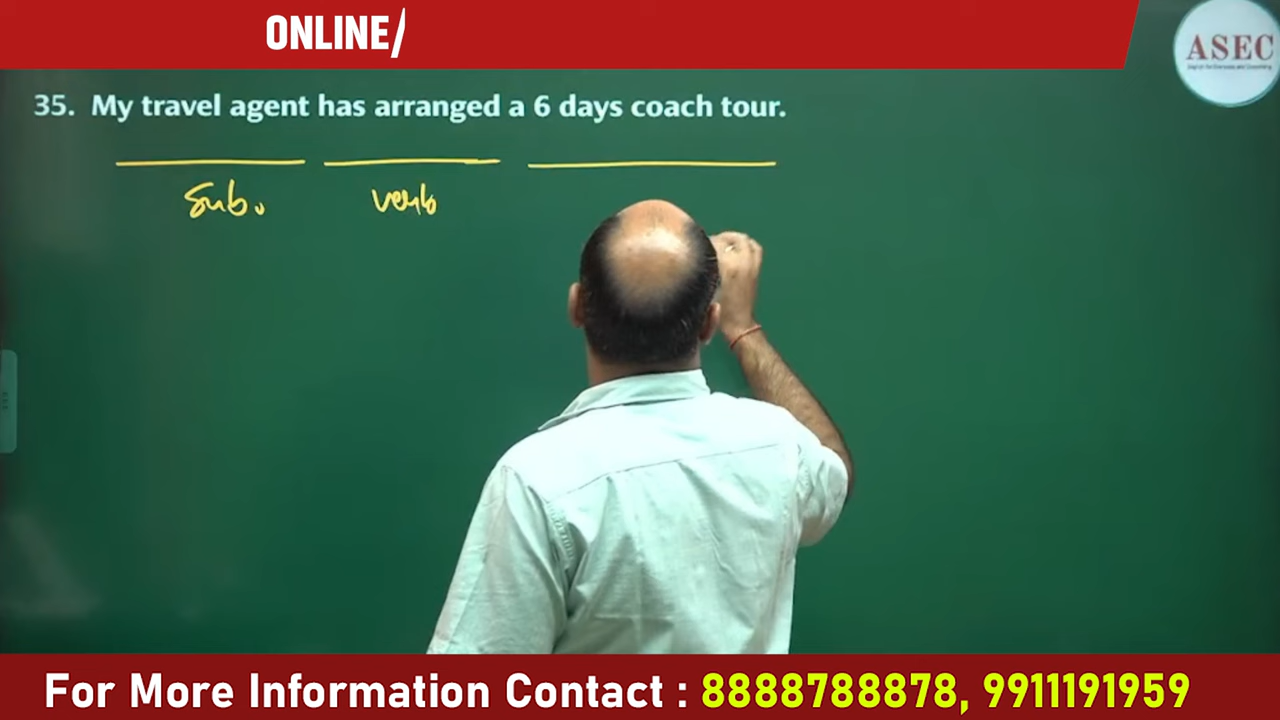 ONLINE/
ASEC
35. My travel agent has arranged a 6 days coach tour.
Sub. verb
For More Information Contact : 8888788878, 9911191959